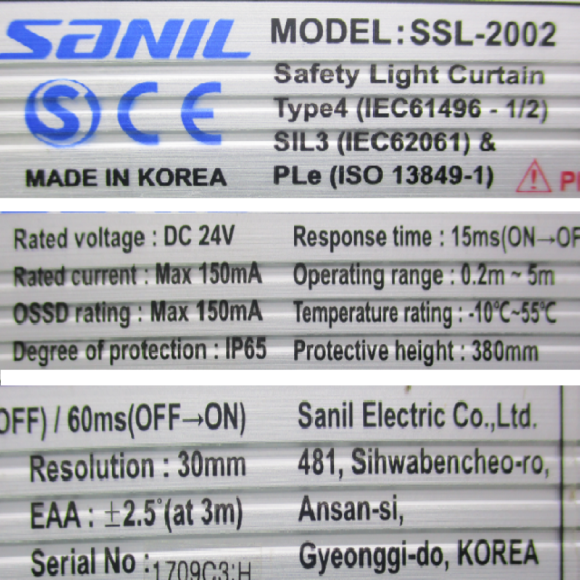 SANIL
MODEL:SSL-2002
Safety Light Curtain
Type4 (IEC61496 - 1/2)
SIL3 (IEC62061) &
S CE
MADE IN KOREA
PLe (ISO 13849-1)
Rated voltage : DC 24V
Rated current : Max 150mA
OSSD rating : Max 150mA
Degree of protection : IP65
Response time : 15ms(ON→OF
Operating range : 0.2m ~ 5m
Temperature rating : -10℃~55℃
Protective height : 380mm
OFF) / 60ms(OFF→ON)
Resolution : 30mm
EAA : ±2.5°(at 3m)
Serial No :1709C3:H
Sanil Electric Co.,Ltd.
481, Sihwabencheo-ro,
Ansan-si,
Gyeonggi-do, KOREA